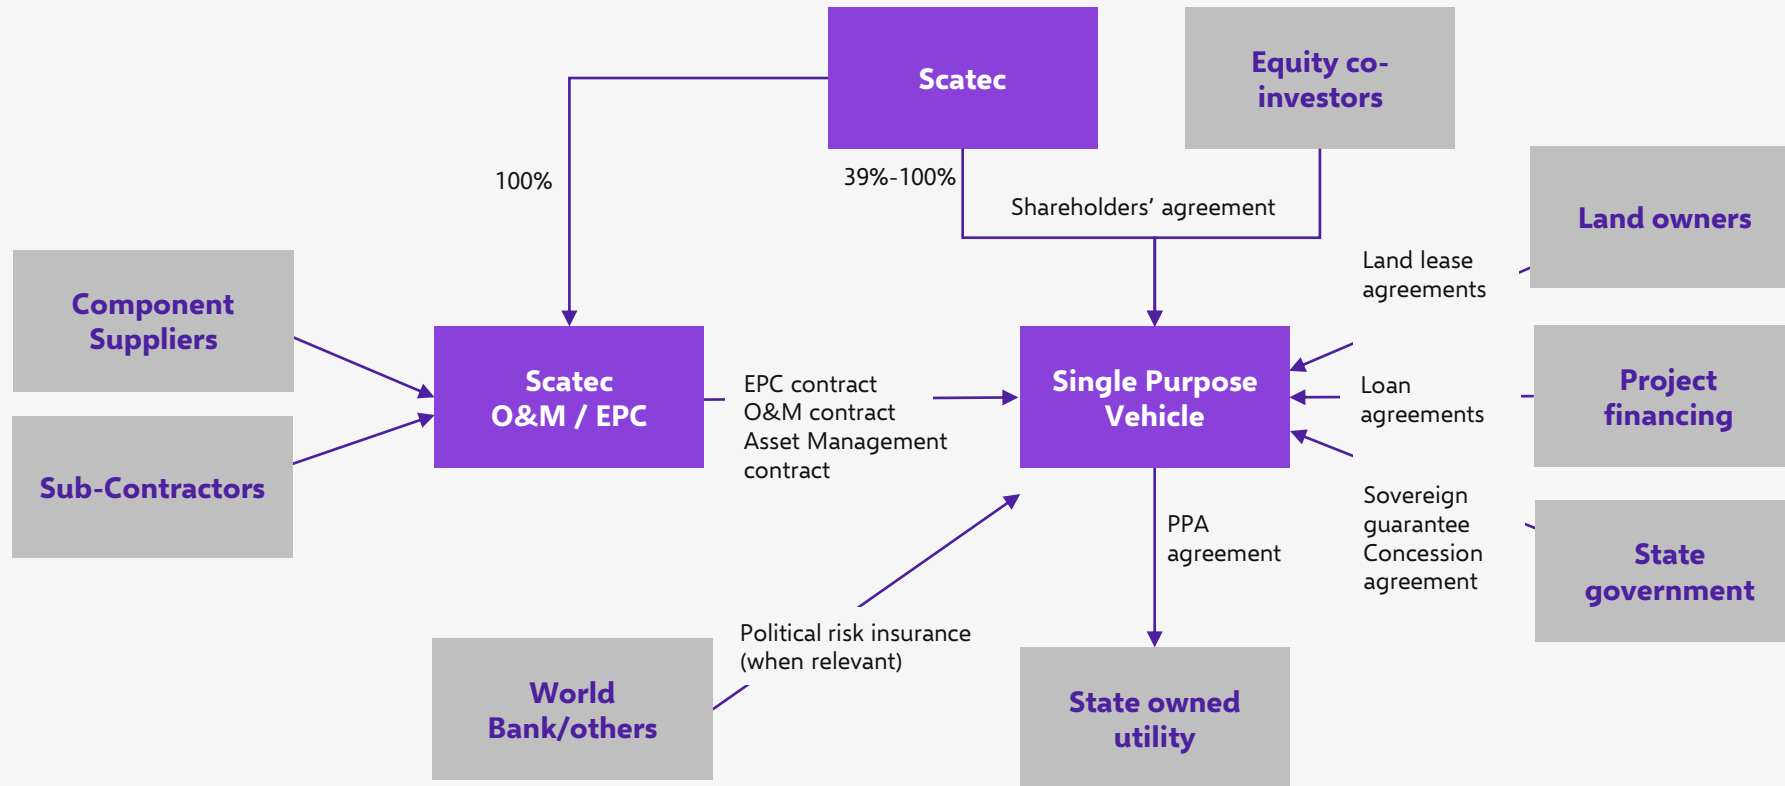 Scatec
Equity co-
investors
100%
39%-100%
Shareholders’ agreement
Land owners
Land lease
agreements
Component
Suppliers
Scatec
O&M / EPC
EPC contract
O&M contract
Asset Management
contract
Single Purpose
Vehicle
Loan
agreements
Project
financing
Sub-Contractors
Sovereign
guarantee
Concession
agreement
PPA
agreement
State
government
Political risk insurance
(when relevant)
World
Bank/others
State owned
utility